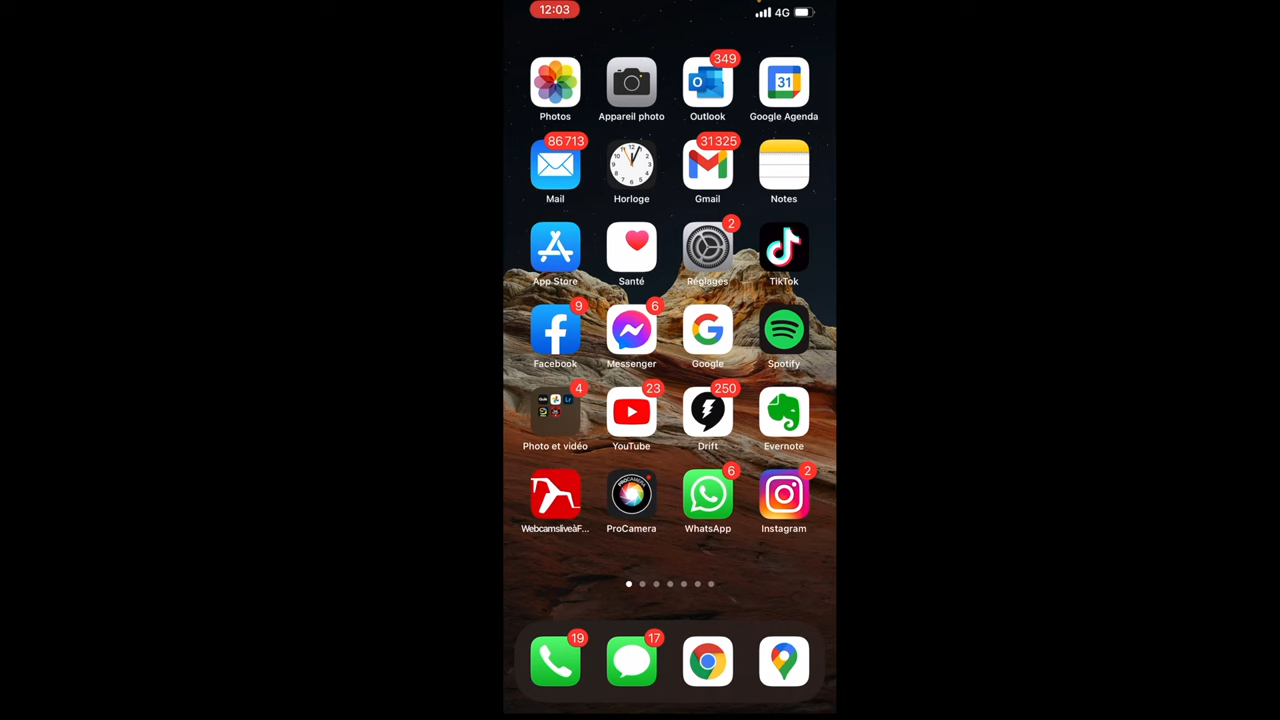 12:03 4G
349
Photos Appareil photo Outlook 31 Google Agenda
86 713 31 325
Mail Horloge Gmail Notes
2
App Store Santé Réglages TikTok
9 6
Facebook Messenger Google Spotify
4 23 250
Photo et vidéo YouTube Drift Evernote
6 2
WebcamsliveàF... ProCamera WhatsApp Instagram
19 17